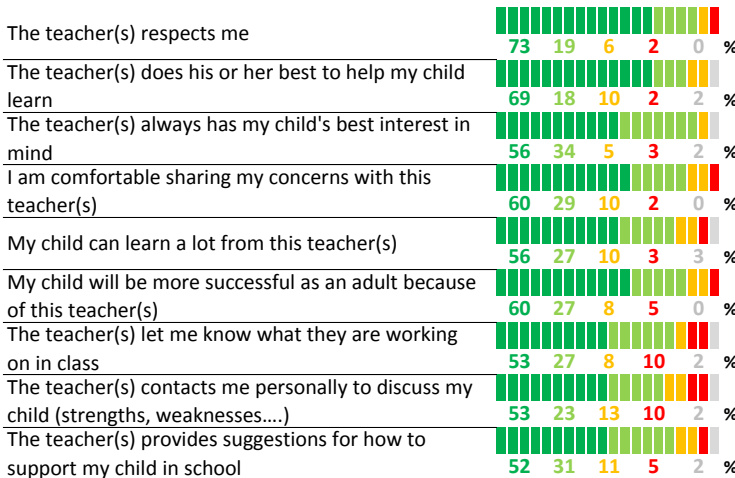 The teacher(s) respects me
73 19 6 2 0 %
The teacher(s) does his or her best to help my child
learn
69 18 10 2 2 %
The teacher(s) always has my child's best interest in
mind
56 34 5 3 2 %
I am comfortable sharing my concerns with this
teacher(s)
60 29 10 2 0 %
My child can learn a lot from this teacher(s)
56 27 10 3 3 %
My child will be more successful as an adult because
of this teacher(s)
60 27 8 5 0 %
The teacher(s) let me know what they are working
on in class
53 27 8 10 2 %
The teacher(s) contacts me personally to discuss my
child (strengths, weaknesses....)
53 23 13 10 2 %
The teacher(s) provides suggestions for how to
support my child in school
52 31 11 5 2 %